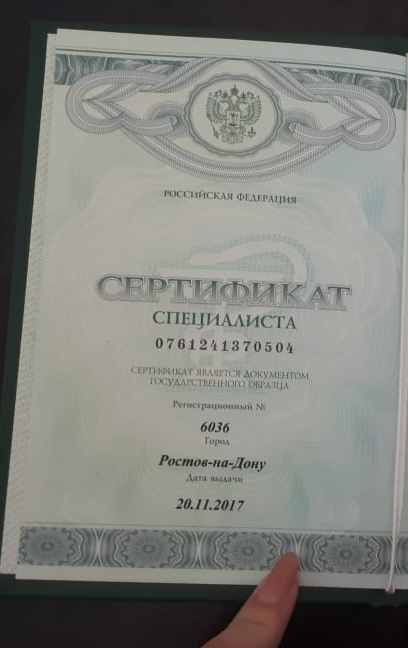 РОССИЙСКАЯ ФЕДЕРАЦИЯ
СЕРТИФИКАТ
СПЕЦИАЛИСТА
0761241370504
СЕРТИФИКАТ ЯВЛЯЕТСЯ ДОКУМЕНТОМ
ГОСУДАРСТВЕННОГО ОБРАЗЦА
Регистрационный №
6036
Город
Ростов-на-Дону
Дата выдачи
20.11.2017